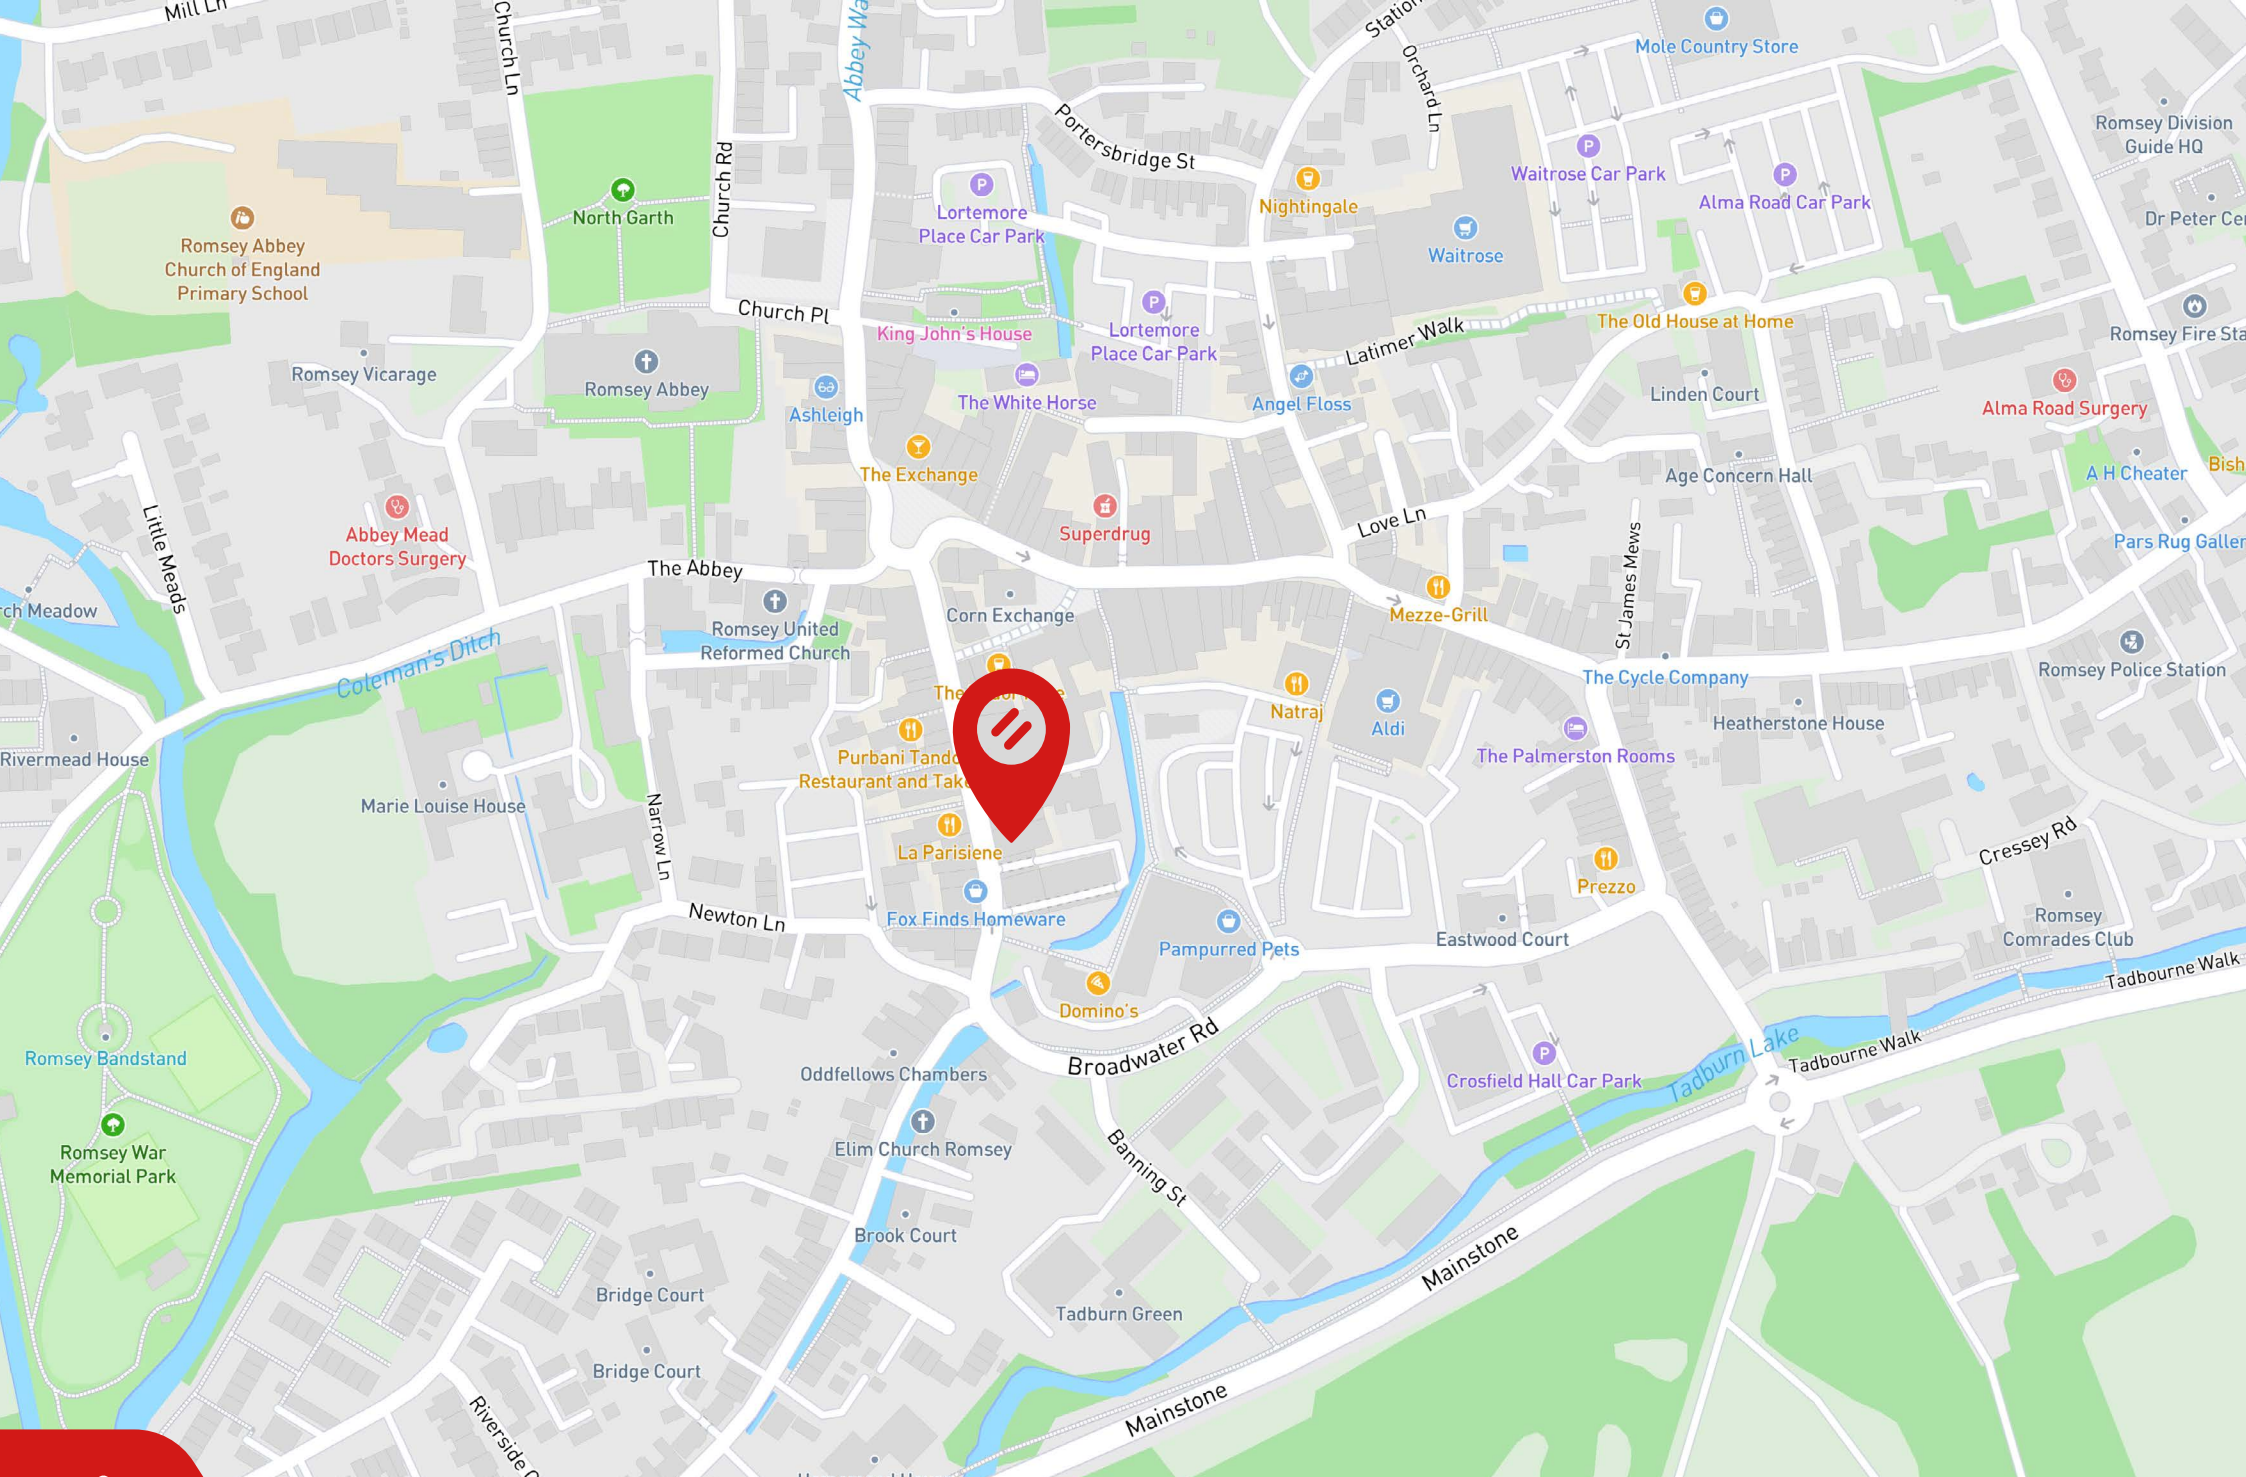 Mill Ln
Church Ln
Abbey Wa
Station
Orchard Ln
Mole Country Store
Romsey Division
Guide HQ
Portersbridge St
Church Rd
Waitrose Car Park
Alma Road Car Park
North Garth
Lortemore
Place Car Park
Nightingale
Dr Peter Ce
Romsey Abbey
Church of England
Primary School
Waitrose
Church Pl
King John's House
Lortemore
Place Car Park
Latimer Walk
The Old House at Home
Romsey Fire Sta
Romsey Vicarage
Romsey Abbey
Ashleigh
The White Horse
Angel Floss
Linden Court
Alma Road Surgery
The Exchange
Age Concern Hall
A H Cheater
Bish
Little Meads
Abbey Mead
Doctors Surgery
Superdrug
Love Ln
Pars Rug Galler
The Abbey
St James Mews
rch Meadow
Corn Exchange
Mezze-Grill
Romsey United
Reformed Church
Coleman's Ditch
The Cycle Company
Romsey Police Station
The
Natraj
Aldi
Heatherstone House
Rivermead House
Purbani Tando
Restaurant and Take
The Palmerston Rooms
Marie Louise House
Narrow Ln
La Parisiene
Cressey Rd
Prezzo
Newton Ln
Fox Finds Homeware
Pampurred Pets
Eastwood Court
Romsey
Comrades Club
Tadbourne Walk
Domino's
Broadwater Rd
Romsey Bandstand
Oddfellows Chambers
Crosfield Hall Car Park
Tadburn Lake
Tadbourne Walk
Romsey War
Memorial Park
Elim Church Romsey
Banning St
Brook Court
Mainstone
Bridge Court
Tadburn Green
Bridge Court
Mainstone
Riverside